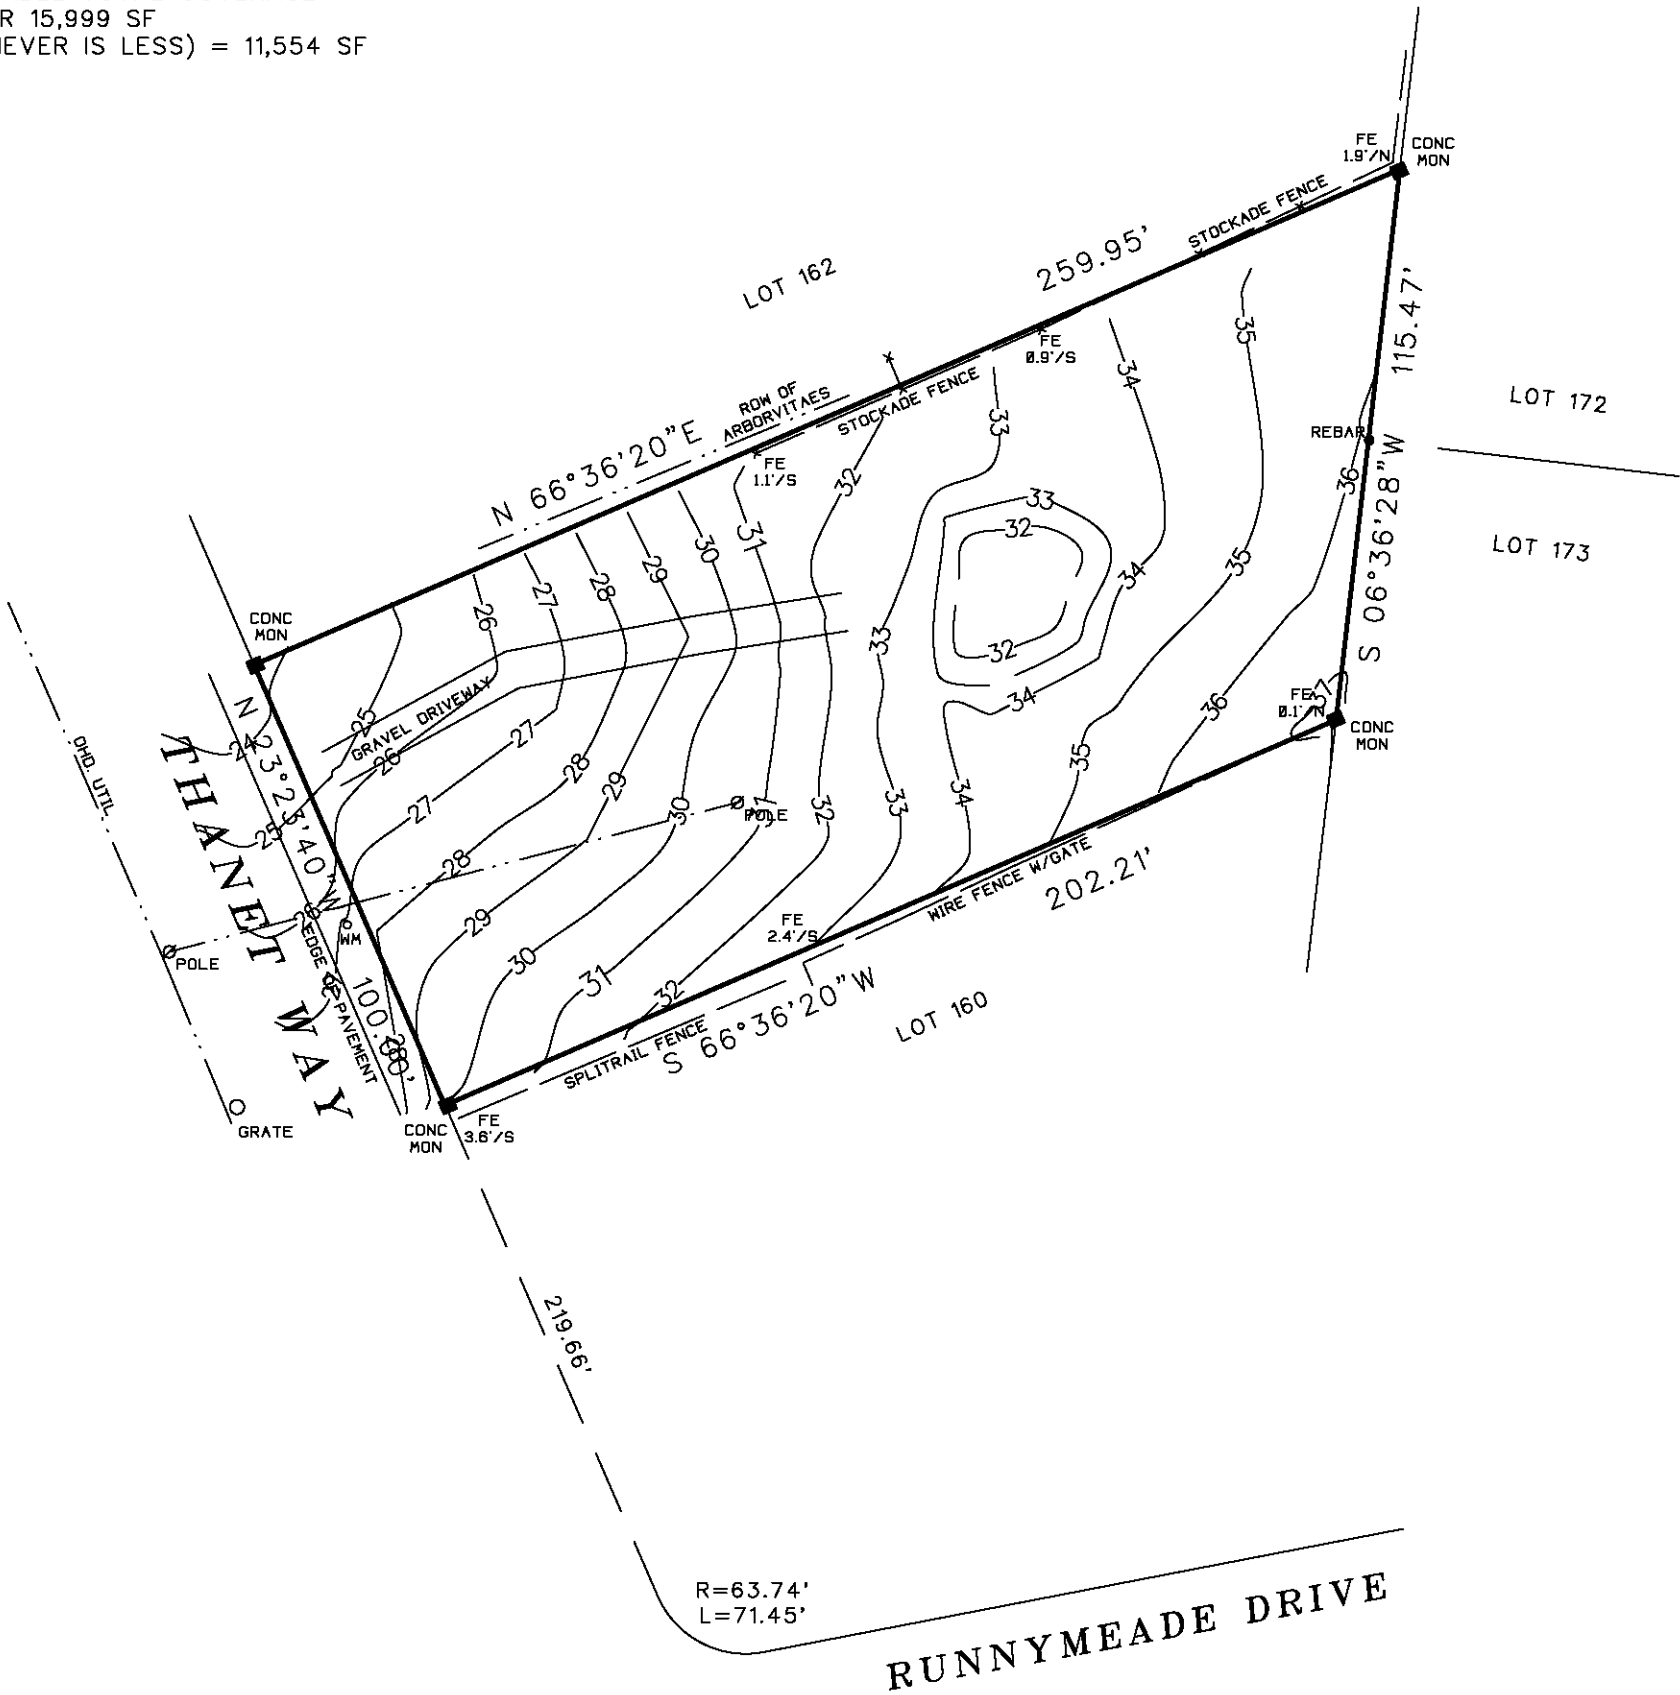 R 15,999 SF
EVER IS LESS) = 11,554 SF
FE
1.9'/N
CONC
MON
STOCKADE FENCE
259.95'
LOT 162
115.47'
FE
0.9'/S
35
34
LOT 172
ROW OF
ARBORVITAES
STOCKADE FENCE
33
REBAR
N 66°36'20"E
FE
1.1'/S
32
36
S 06°36'28"W
LOT 173
31
30
29
28
27
26
33
32
35
34
CONC
MON
33
32
34
36
37
FE
0.1'/N
CONC
MON
N 23°23'40"W
24
25
GRAVEL DRIVEWAY
26
27
28
35
OHD. UTIL
THANET WAY
25
27
29
30
31
POLE
32
33
34
28
WIRE FENCE W/GATE
202.21'
26
WM
29
FE
2.4'/S
POLE
EDGE OF PAVEMENT
100.00'
30
31
32
S 66°36'20"W
LOT 160
SPLITRAIL FENCE
28
GRATE
CONC
MON
FE
3.6'/S
219.66'
R=63.74'
L=71.45'
RUNNYMEADE DRIVE